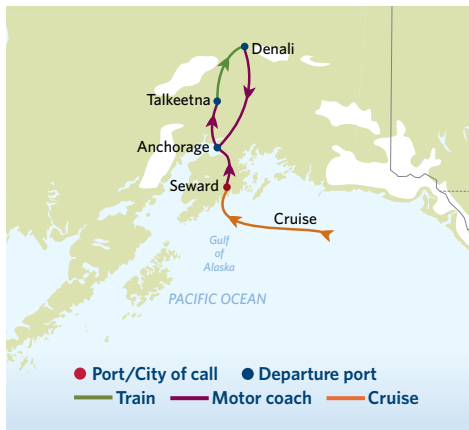 Denali
Talkeetna
Anchorage
Seward
Cruise
Gulf
of
Alaska
PACIFIC OCEAN
Port/City of call
Departure port
Train
Motor coach
Cruise